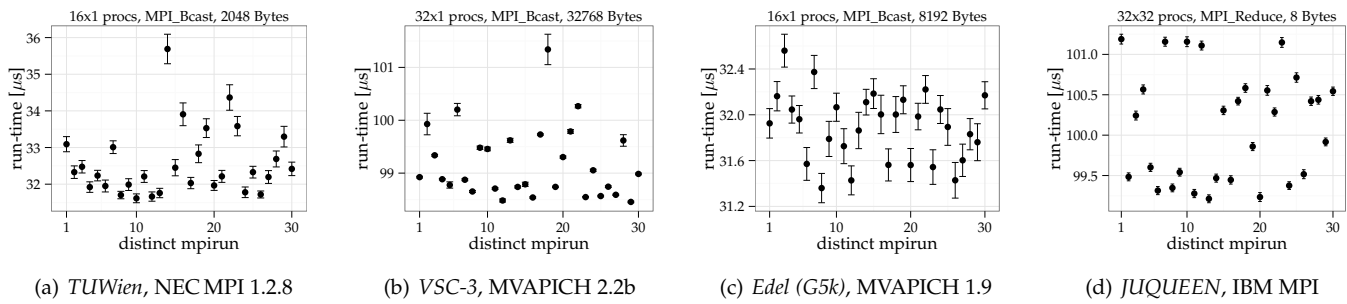 16x1 procs, MPI_Bcast, 2048 Bytes
36
35
34
33
32
run-time [μs]
1
10
20
30
distinct mpirun
(a) TUWien, NEC MPI 1.2.8
32x1 procs, MPI_Bcast, 32768 Bytes
101
100
99
run-time [μs]
1
10
20
30
distinct mpirun
(b) VSC-3, MVAPICH 2.2b
16x1 procs, MPI_Bcast, 8192 Bytes
32.4
32.0
31.6
31.2
run-time [μs]
1
10
20
30
distinct mpirun
(c) Edel (G5k), MVAPICH 1.9
32x32 procs, MPI_Reduce, 8 Bytes
101.0
100.5
100.0
99.5
run-time [μs]
1
10
20
30
distinct mpirun
(d) JUQUEEN, IBM MPI